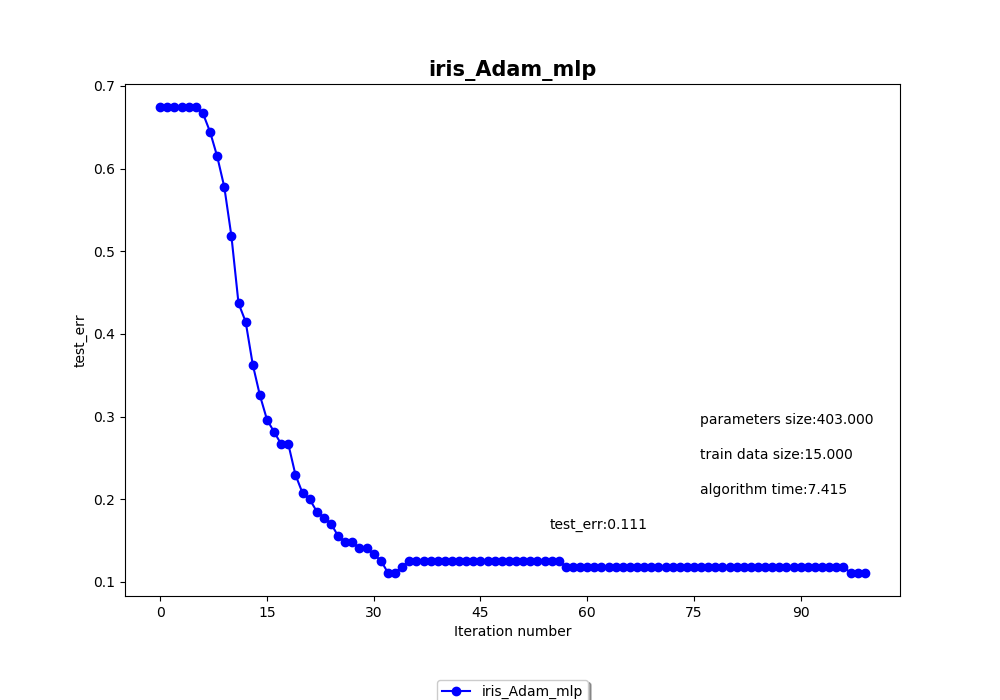 iris_Adam_mlp
0.7
0.6
0.5
0.4
0.3
0.2
0.1
test_err
parameters size:403.000
train data size:15.000
algorithm time:7.415
test_err:0.111
0 15 30 45 60 75 90
Iteration number
iris_Adam_mlp